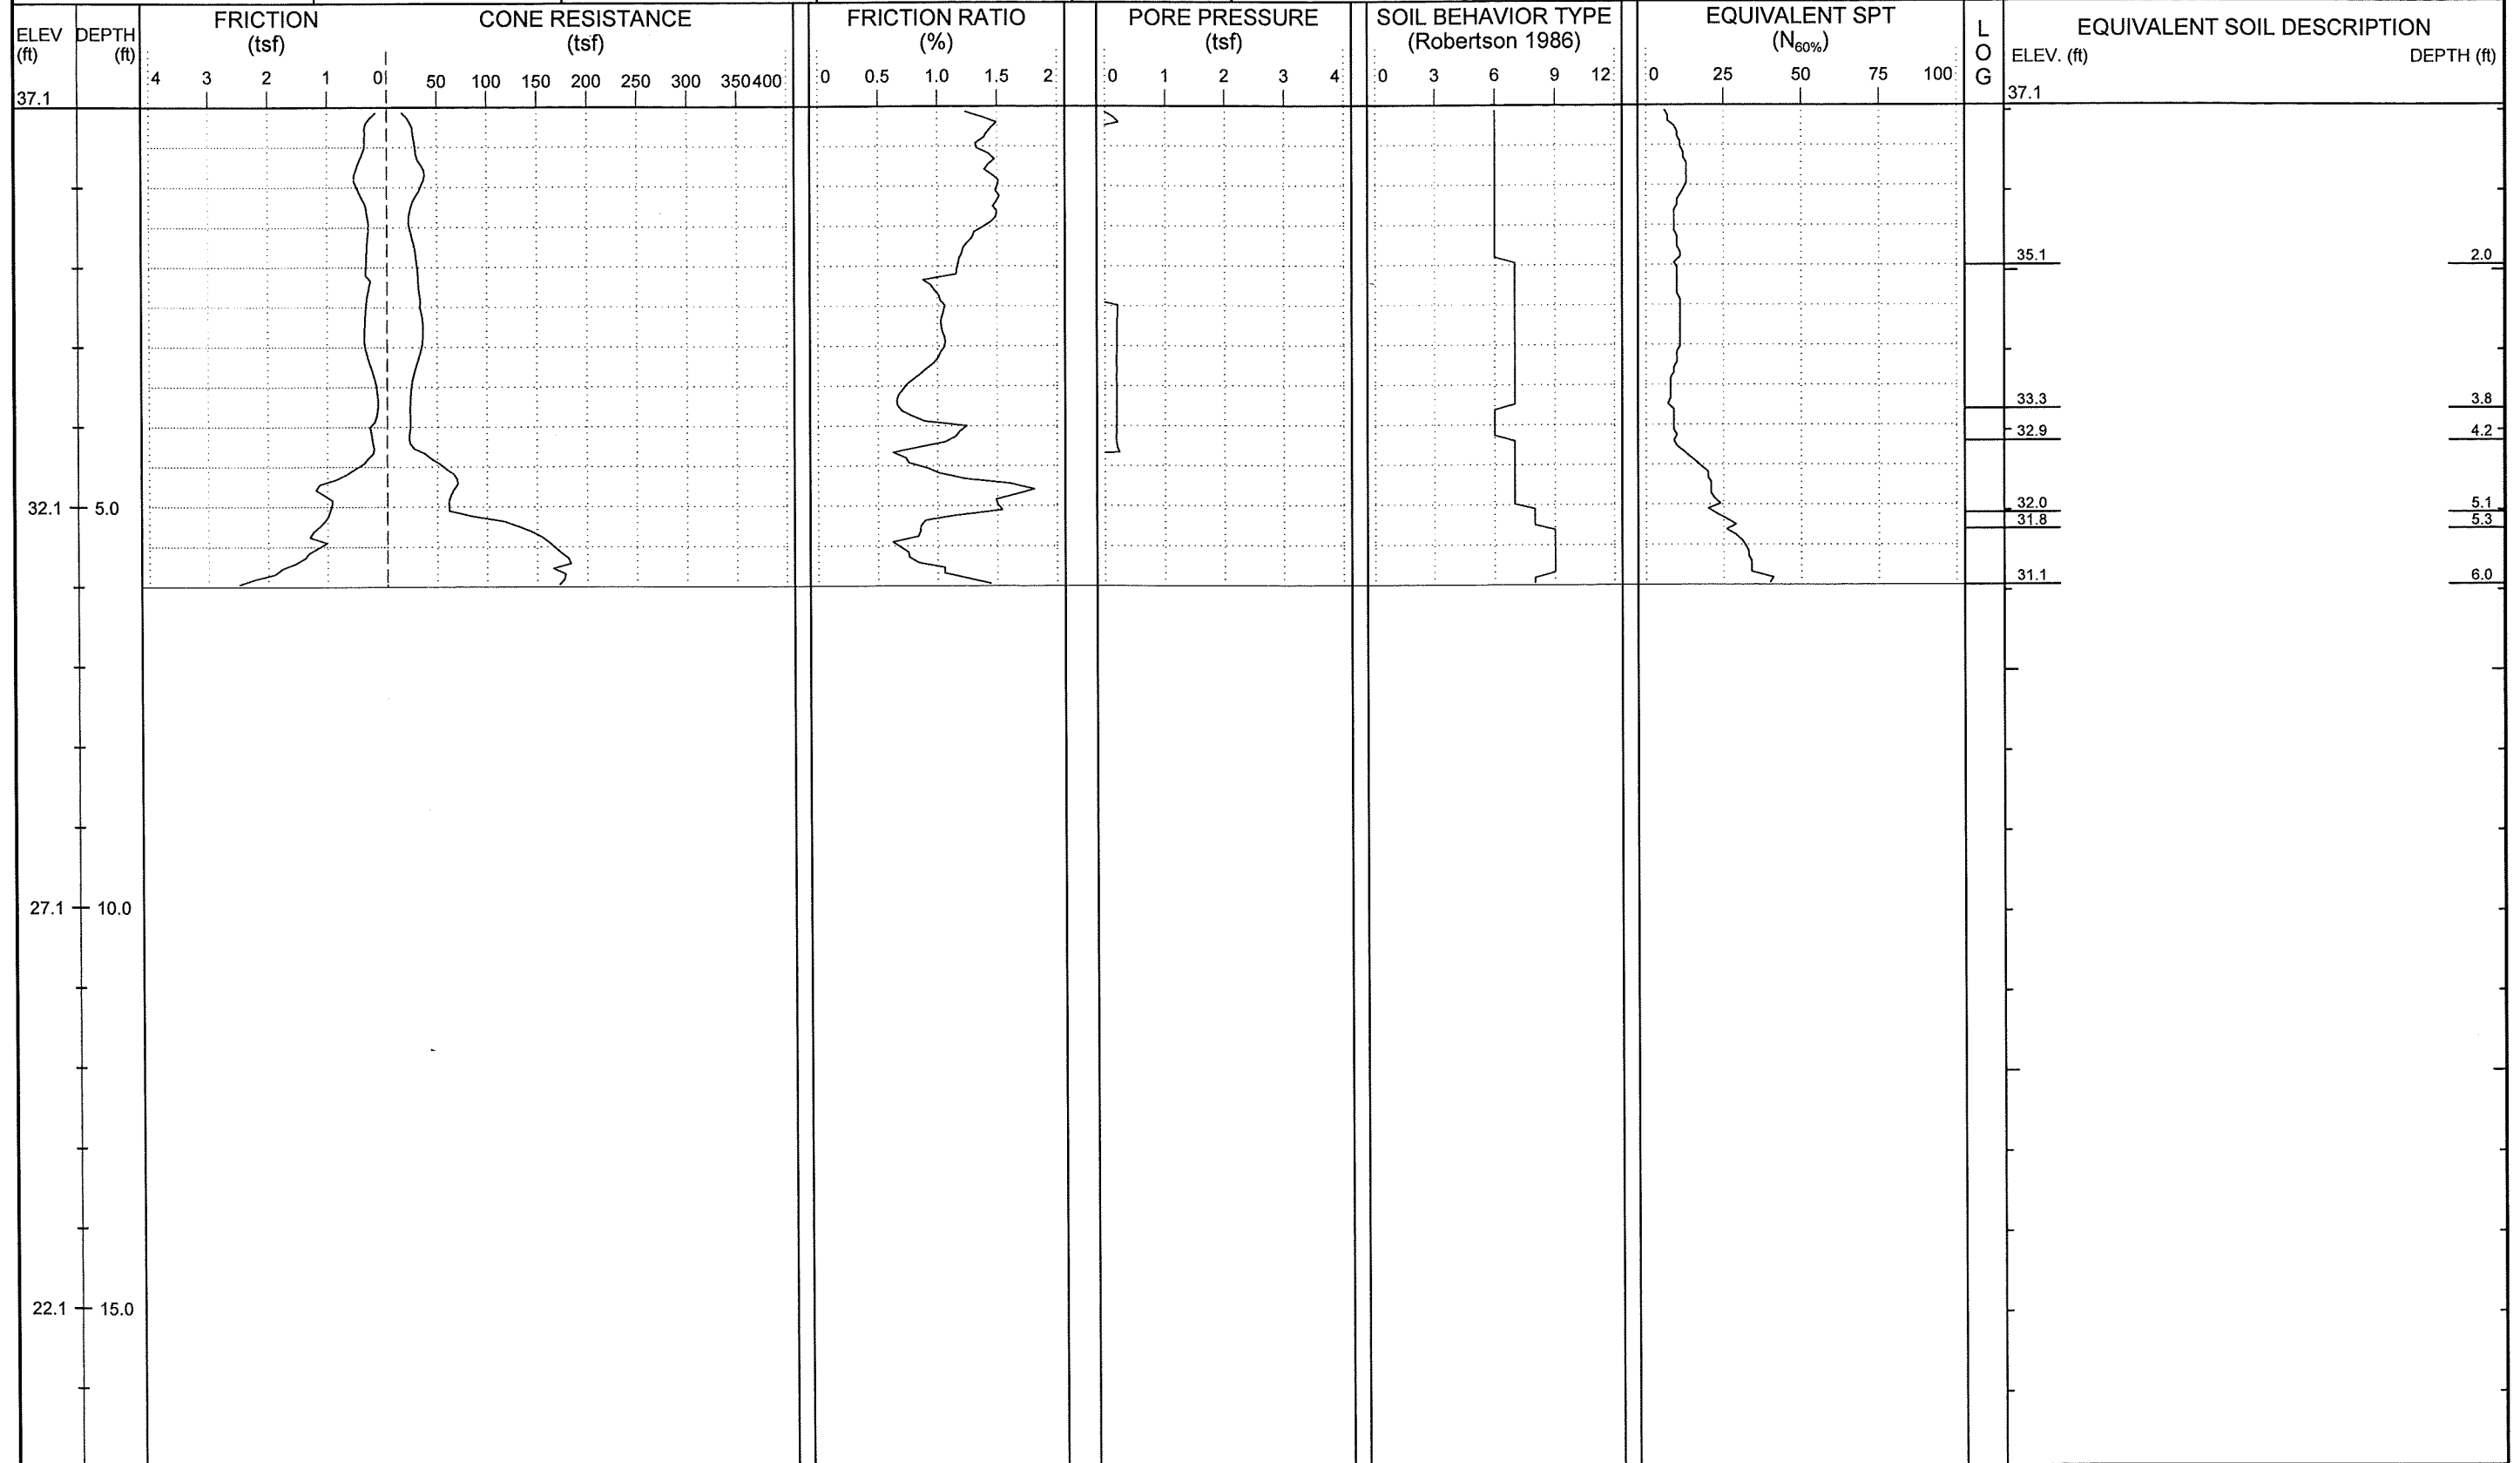 ELEV (ft)
DEPTH (ft)
FRICTION (tsf)
CONE RESISTANCE (tsf)
FRICTION RATIO (%)
PORE PRESSURE (tsf)
SOIL BEHAVIOR TYPE (Robertson 1986)
EQUIVALENT SPT (N60%)
LOG
EQUIVALENT SOIL DESCRIPTION
ELEV. (ft) DEPTH (ft)
4 3 2 1 0 50 100 150 200 250 300 350 400
0 0.5 1.0 1.5 2
0 1 2 3 4
0 3 6 9 12
0 25 50 75 100
37.1
37.1
35.1 2.0
33.3 3.8
32.9 4.2
32.1 5.0
32.0 5.1
31.8 5.3
31.1 6.0
27.1 10.0
22.1 15.0